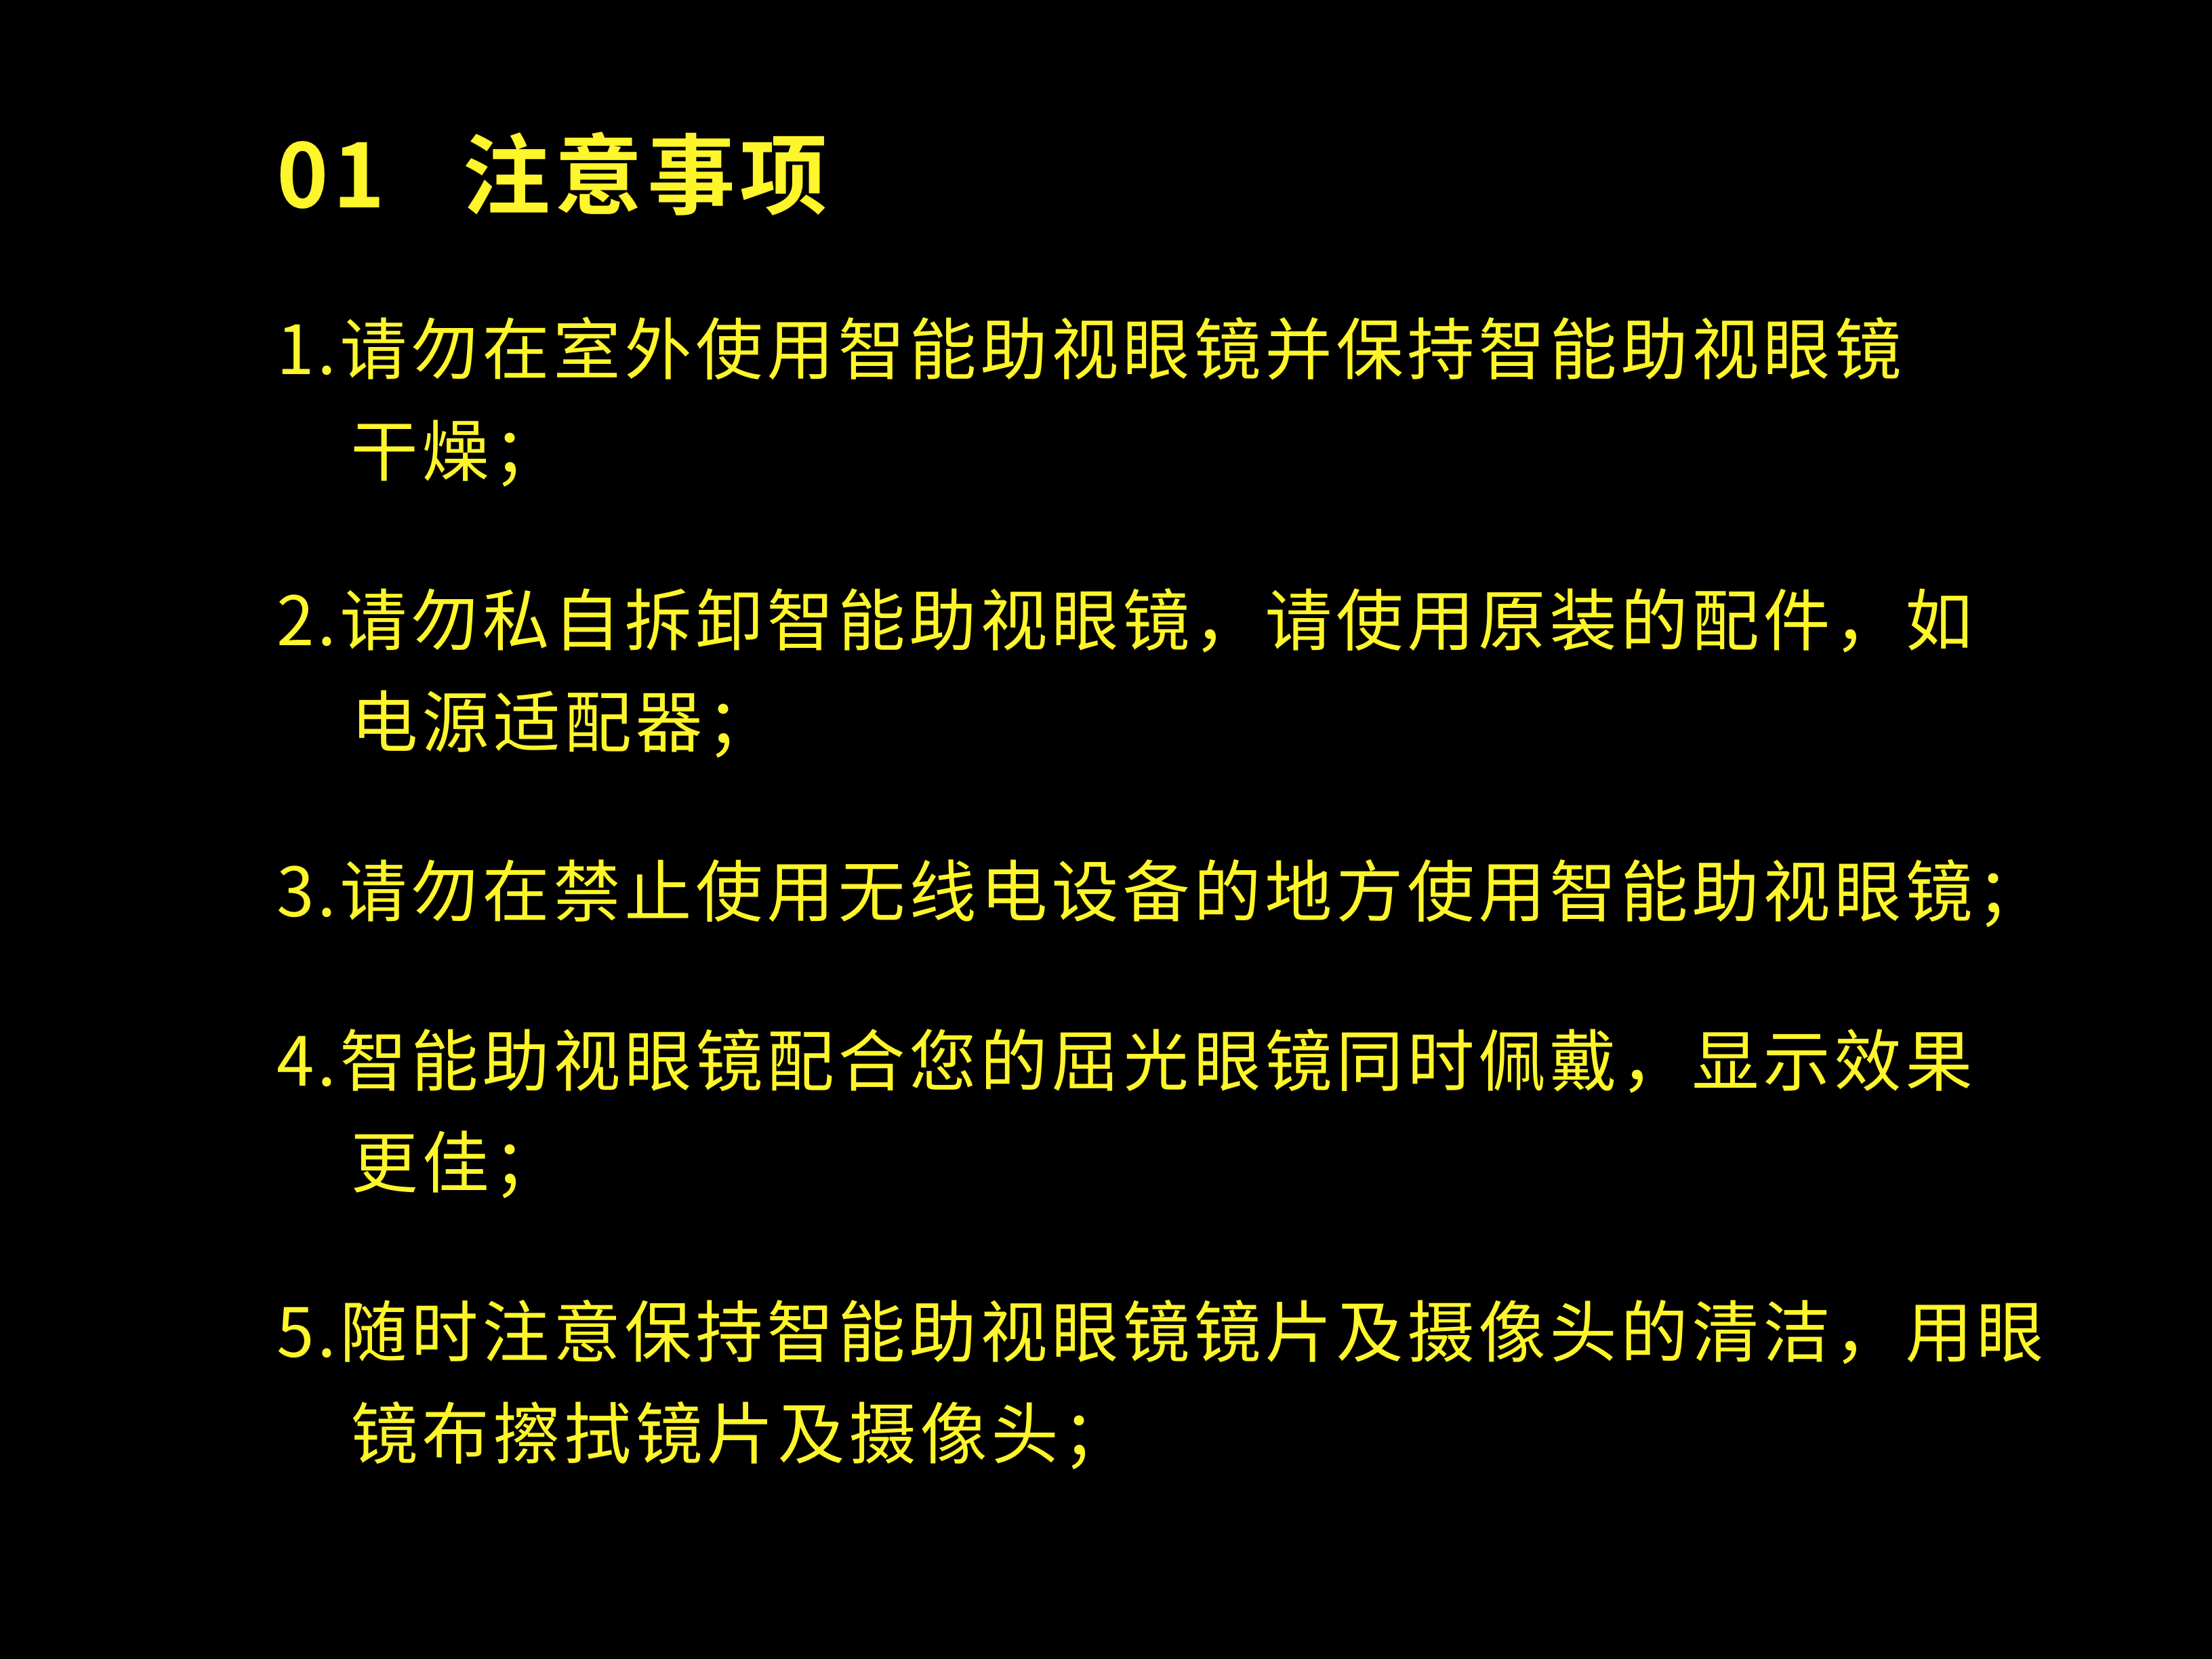 01 注意事项
1.请勿在室外使用智能助视眼镜并保持智能助视眼镜
干燥；
2.请勿私自拆卸智能助视眼镜，请使用原装的配件，如
电源适配器；
3.请勿在禁止使用无线电设备的地方使用智能助视眼镜；
4.智能助视眼镜配合您的屈光眼镜同时佩戴，显示效果
更佳；
5.随时注意保持智能助视眼镜镜片及摄像头的清洁，用眼
镜布擦拭镜片及摄像头；